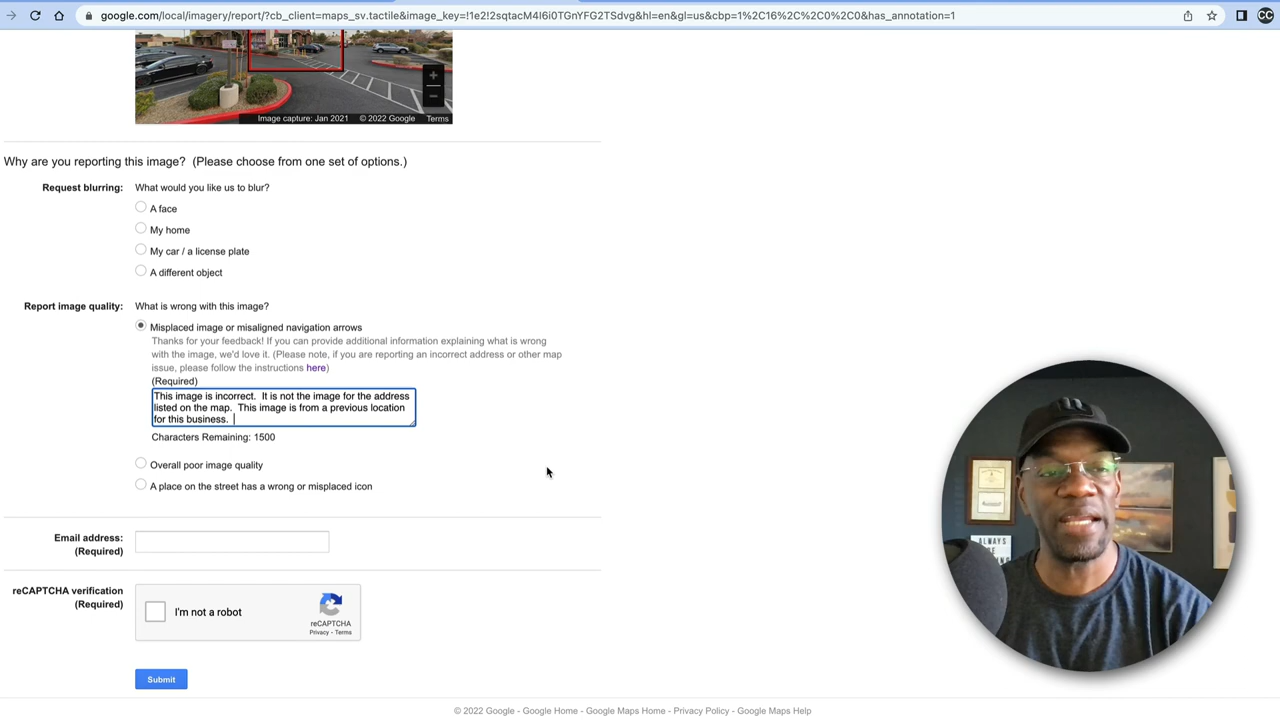 google.com/local/imagery/report/?cb_client=maps_sv.tactile&image_key=!1e2!2sqtacM4I6i0TGnYFG2TSdvg&hl=en&gl=us&cbp=1%2C16%2C%2C0%2C0&has_annotation=1
CC
Image capture: Jan 2021 © 2022 Google Terms
Why are you reporting this image? (Please choose from one set of options.)
Request blurring: What would you like us to blur?
A face
My home
My car / a license plate
A different object
Report image quality: What is wrong with this image?
Misplaced image or misaligned navigation arrows
Thanks for your feedback! If you can provide additional information explaining what is wrong
with the image, we'd love it. (Please note, if you are reporting an incorrect address or other map
issue, please follow the instructions here)
(Required)
This image is incorrect. It is not the image for the address
listed on the map. This image is from a previous location
for this business.
Characters Remaining: 1500
Overall poor image quality
A place on the street has a wrong or misplaced icon
Email address:
(Required)
reCAPTCHA verification
(Required)
I'm not a robot
reCAPTCHA
Privacy - Terms
ALWAYS
Submit
© 2022 Google - Google Home - Google Maps Home - Privacy Policy - Google Maps Help